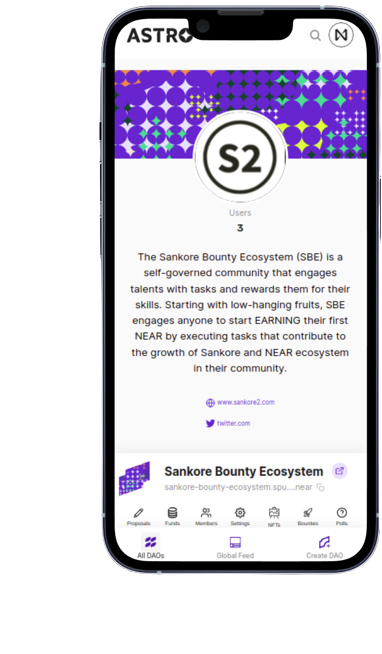 ASTRO
S2
Users
3
The Sankore Bounty Ecosystem (SBE) is a
self-governed community that engages
talents with tasks and rewards them for their
skills. Starting with low-hanging fruits, SBE
engages anyone to start EARNING their first
NEAR by executing tasks that contribute to
the growth of Sankore and NEAR ecosystem
in their community.
www.sankore2.com
twitter.com
Sankore Bounty Ecosystem
sankore-bounty-ecosystem.spu....near
Proposals Funds Members Settings NFTs Bounties Polls
All DAOs Global Feed Create DAO